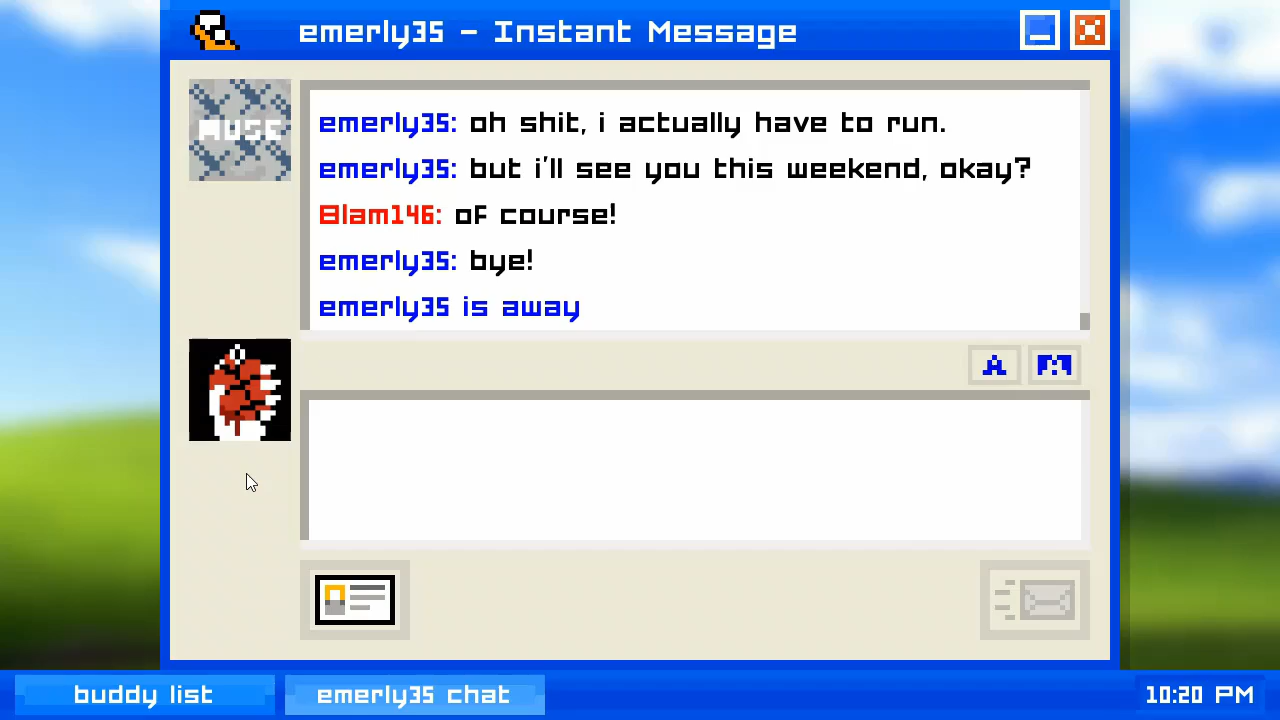 emerly35 - Instant Message
MUSE
emerly35: oh shit, i actually have to run.
emerly35: but i'll see you this weekend, okay?
Blam146: of course!
emerly35: bye!
emerly35 is away
A
buddy list
emerly35 chat
10:20 PM